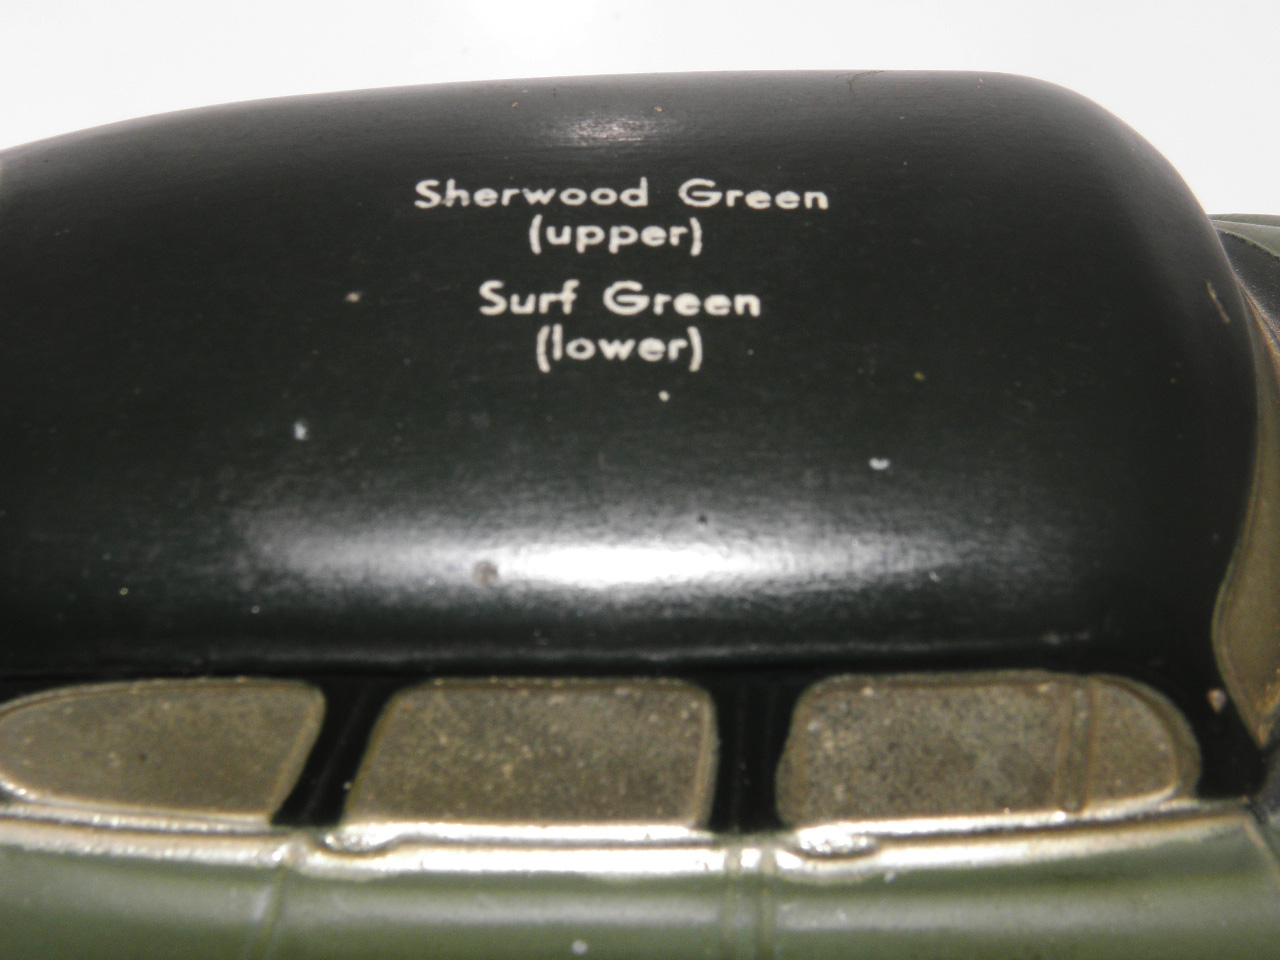 Sherwood Green
(upper)
Surf Green
(lower)